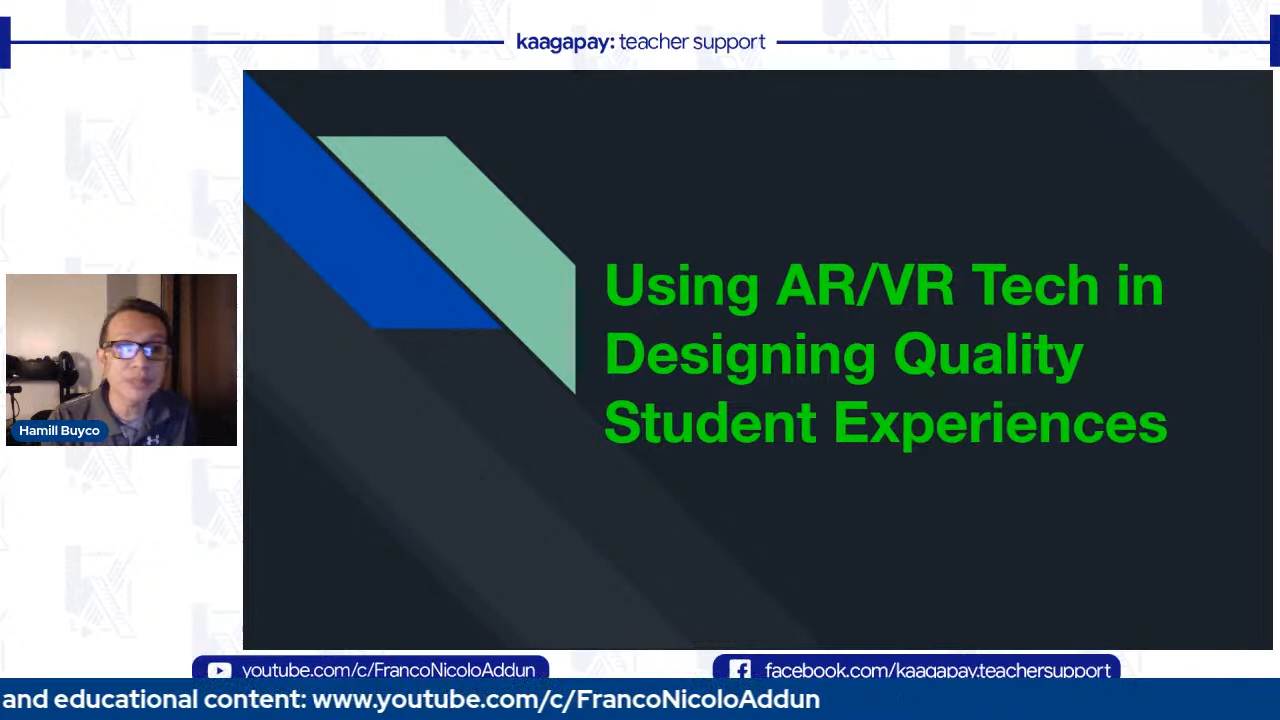 kaagapay: teacher support
Using AR/VR Tech in
Designing Quality
Student Experiences
Hamill Buyco
youtube.com/c/FrancoNicoloAddun
facebook.com/kaagapay.teachersupport
and educational content: www.youtube.com/c/FrancoNicoloAddun